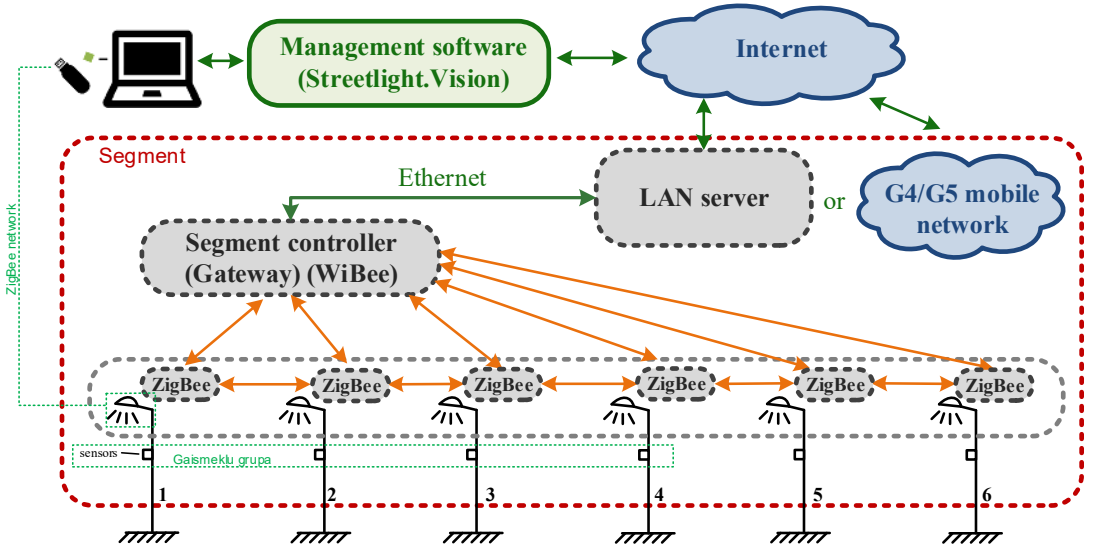 Management software
(Streetlight.Vision)
Internet
Segment
Ethernet
LAN server
or
G4/G5 mobile
network
ZigBee network
Segment controller
(Gateway) (WiBee)
ZigBee
ZigBee
ZigBee
ZigBee
ZigBee
ZigBee
sensors
Gaismeklu grupa
1
2
3
4
5
6